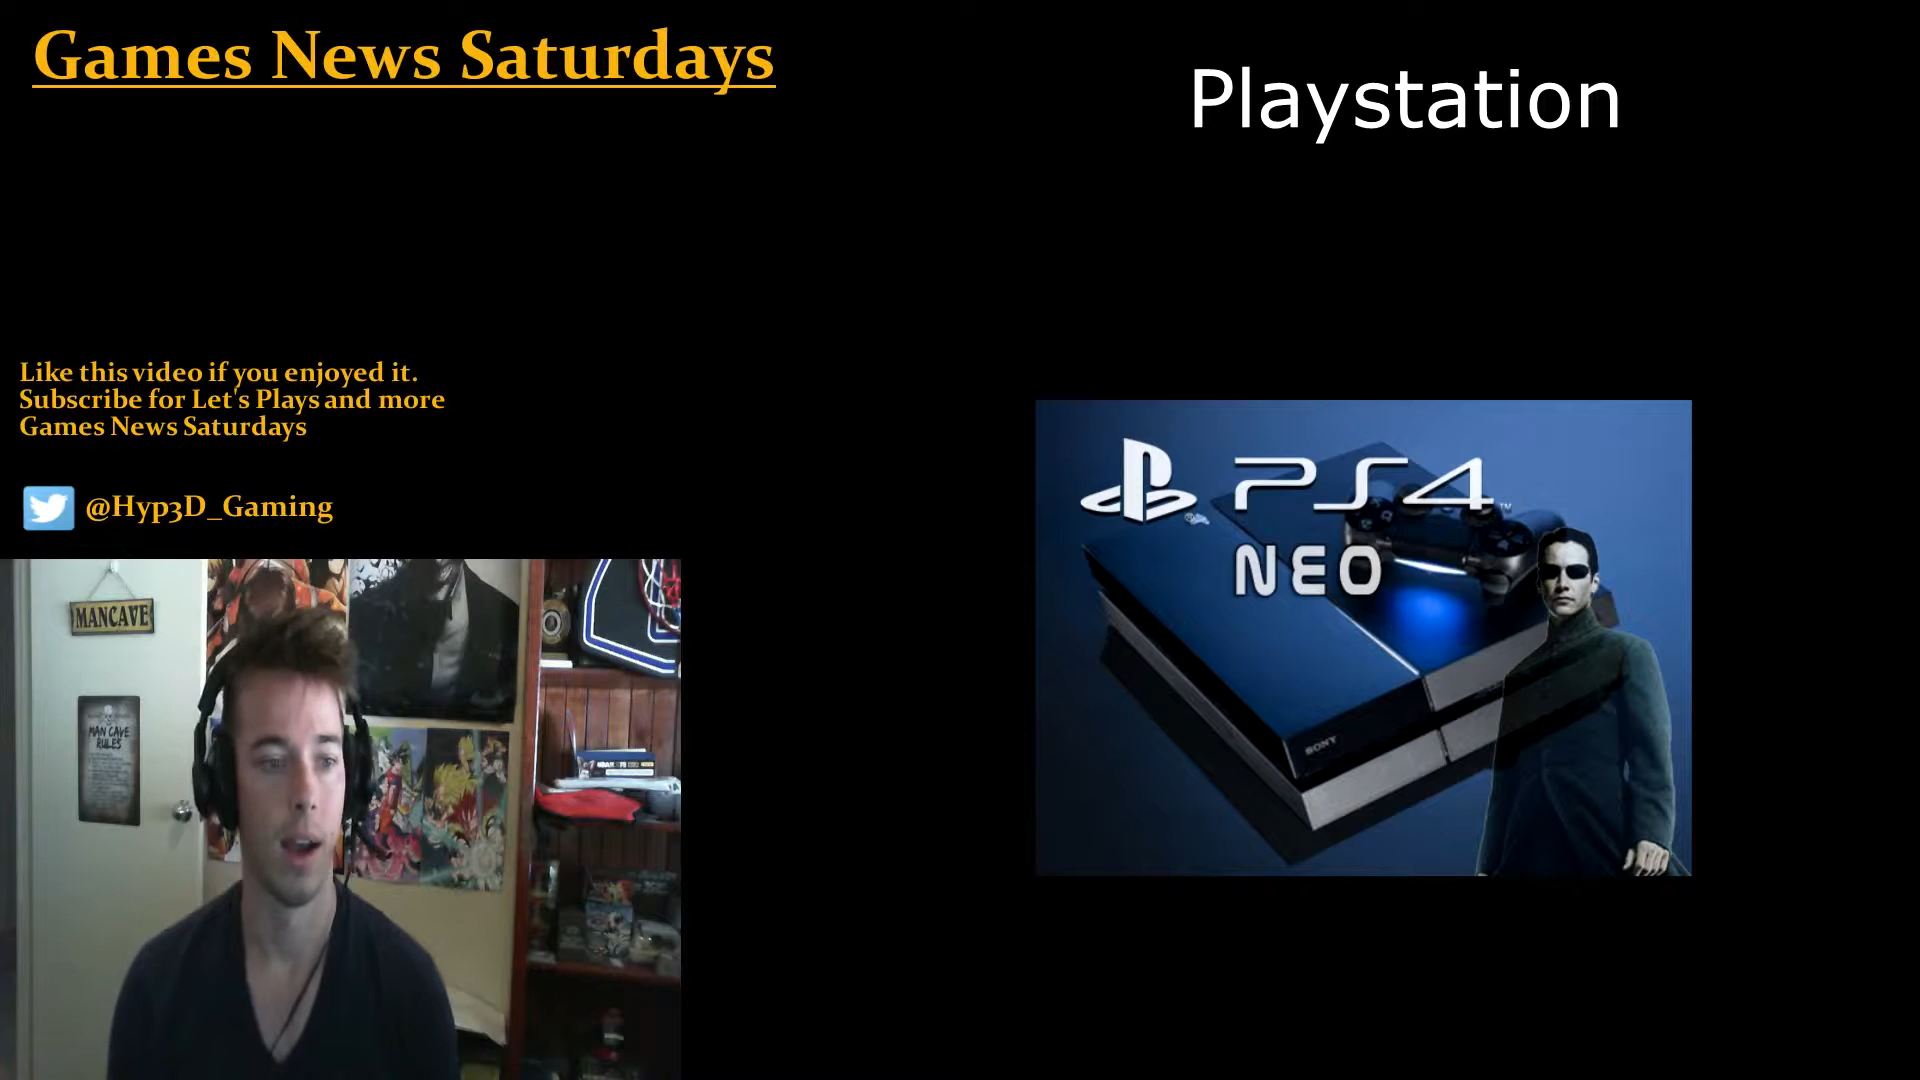 Games News Saturdays
Playstation
Like this video if you enjoyed it.
Subscribe for Let's Plays and more
Games News Saturdays
@Hyp3D_Gaming
PS4
TM
NEO
SONY
MANCAVE
MAN CAVE
RULES